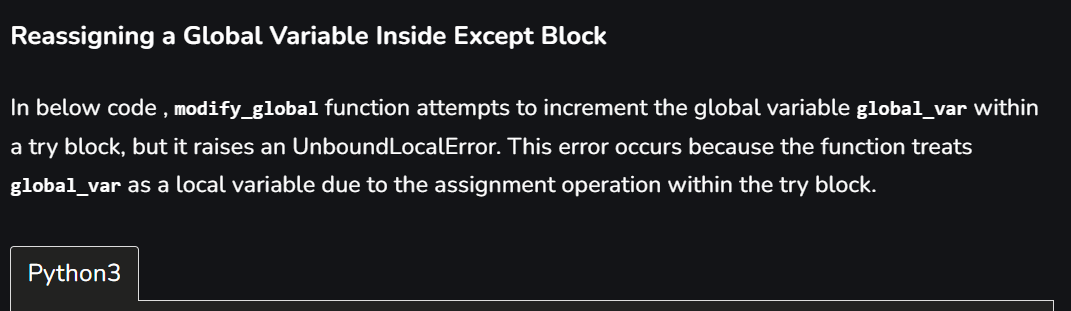 Reassigning a Global Variable Inside Except Block
In below code , modify_global function attempts to increment the global variable global_var within
a try block, but it raises an UnboundLocalError. This error occurs because the function treats
global_var as a local variable due to the assignment operation within the try block.
Python3